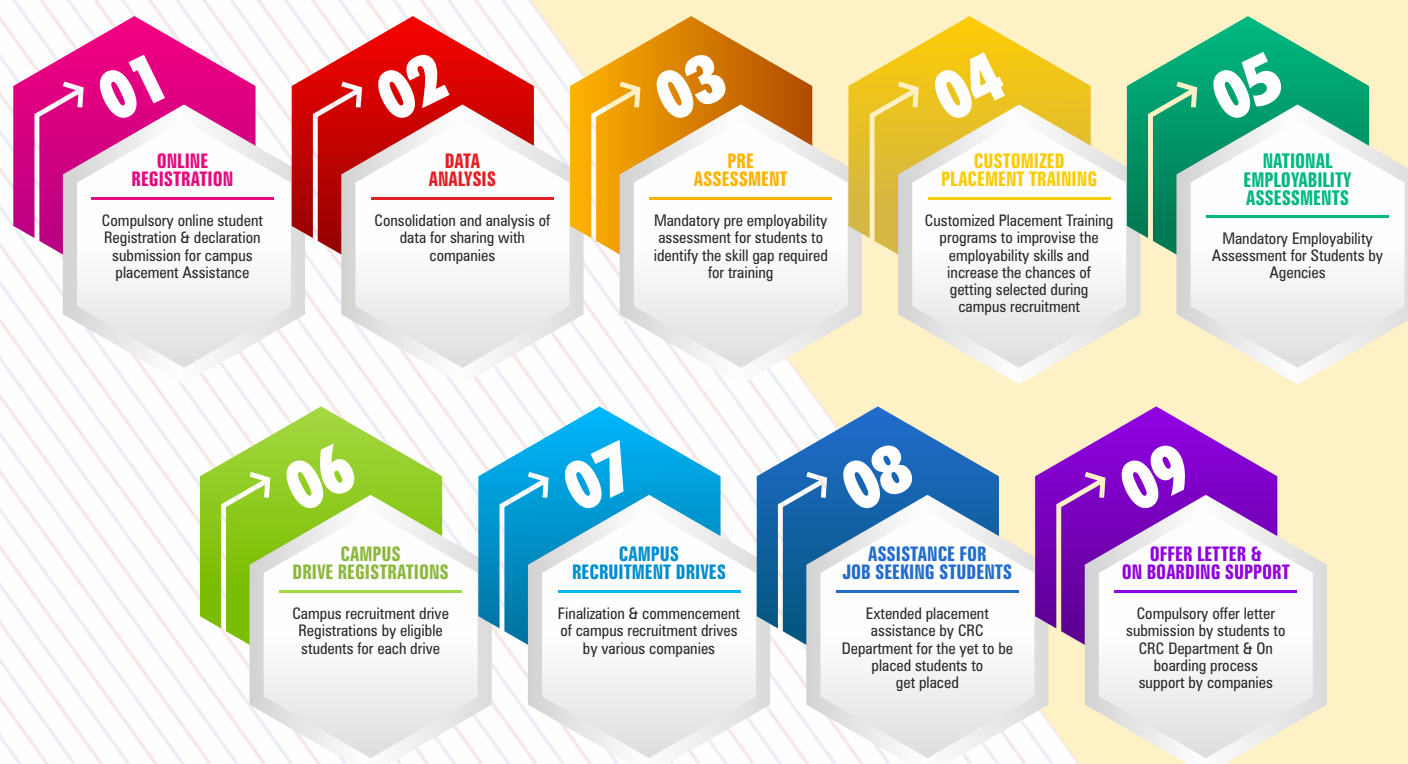 01
ONLINE
REGISTRATION
Compulsory online student
Registration & declaration
submission for campus
placement Assistance
02
DATA
ANALYSIS
Consolidation and analysis of
data for sharing with
companies
03
PRE
ASSESSMENT
Mandatory pre employability
assessment for students to
identify the skill gap required
for training
04
CUSTOMIZED
PLACEMENT TRAINING
Customized Placement Training
programs to improvise the
employability skills and
increase the chances of
getting selected during
campus recruitment
05
NATIONAL
EMPLOYABILITY
ASSESSMENTS
Mandatory Employability
Assessment for Students by
Agencies
06
CAMPUS
DRIVE REGISTRATIONS
Campus recruitment drive
Registrations by eligible
students for each drive
07
CAMPUS
RECRUITMENT DRIVES
Finalization & commencement
of campus recruitment drives
by various companies
08
ASSISTANCE FOR
JOB SEEKING STUDENTS
Extended placement
assistance by CRC
Department for the yet to be
placed students to
get placed
09
OFFER LETTER &
ON BOARDING SUPPORT
Compulsory offer letter
submission by students to
CRC Department & On
boarding process
support by companies